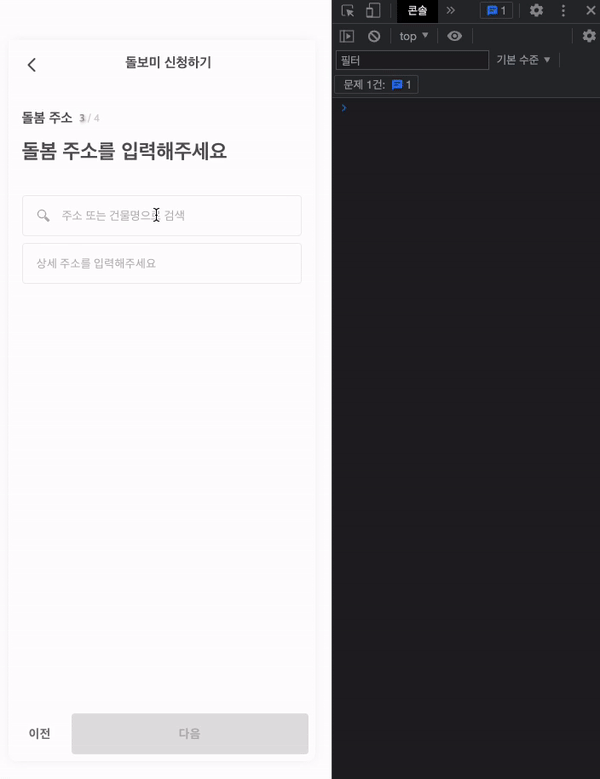 돌보미 신청하기
돌봄 주소 3 / 4
돌봄 주소를 입력해주세요
주소 또는 건물명으로 검색
상세 주소를 입력해주세요
이전
다음
콘솔
1
top
필터
기본 수준
문제 1건: 1